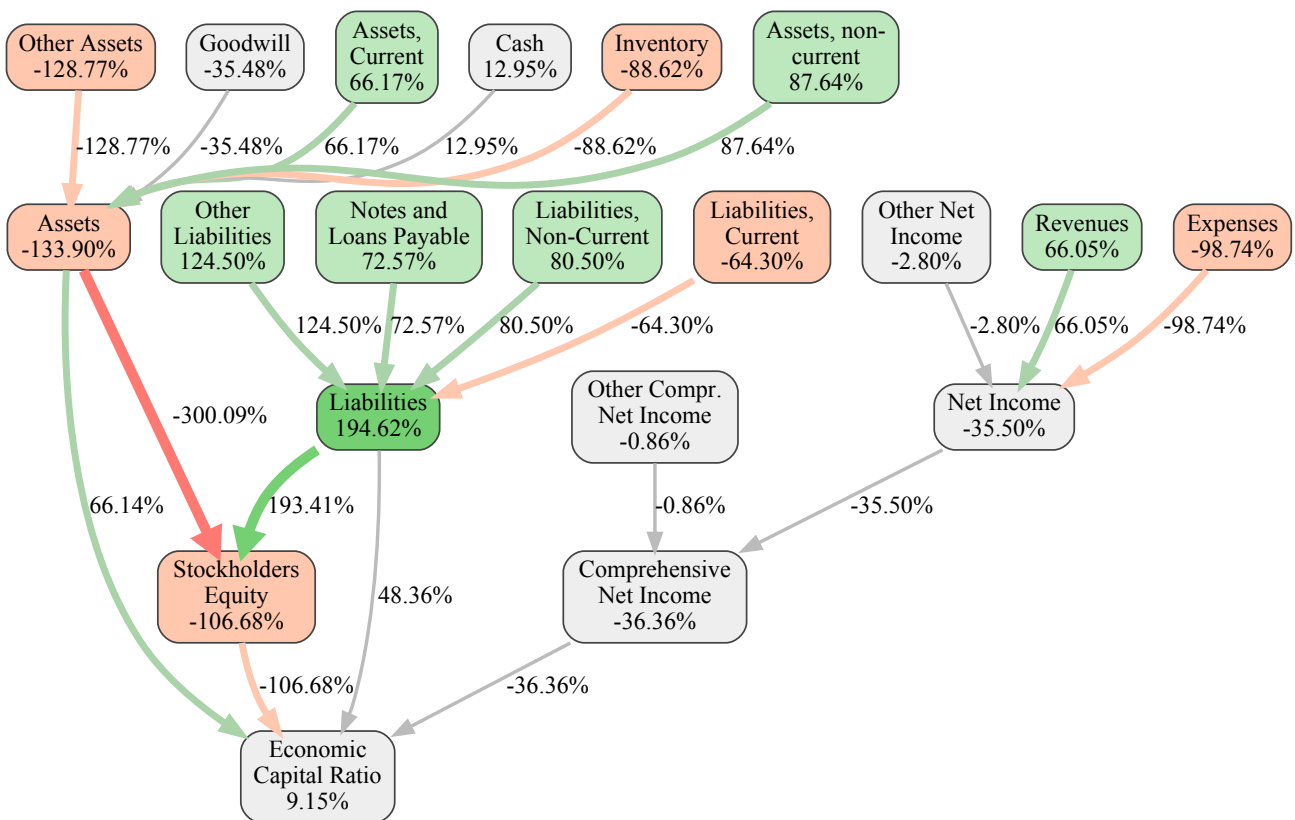 Other Assets
-128.77%
Goodwill
-35.48%
Assets,
Current
66.17%
Cash
12.95%
Inventory
-88.62%
Assets, non-
current
87.64%
-128.77%
-35.48%
66.17%
12.95%
-88.62%
87.64%
Assets
-133.90%
Other
Liabilities
124.50%
Notes and
Loans Payable
72.57%
Liabilities,
Non-Current
80.50%
Liabilities,
Current
-64.30%
Other Net
Income
-2.80%
Revenues
66.05%
Expenses
-98.74%
124.50%
72.57%
80.50%
-64.30%
-2.80%
66.05%
-98.74%
Liabilities
194.62%
Other Compr.
Net Income
-0.86%
Net Income
-35.50%
-300.09%
66.14%
193.41%
-0.86%
-35.50%
Stockholders
Equity
-106.68%
48.36%
Comprehensive
Net Income
-36.36%
-106.68%
-36.36%
Economic
Capital Ratio
9.15%